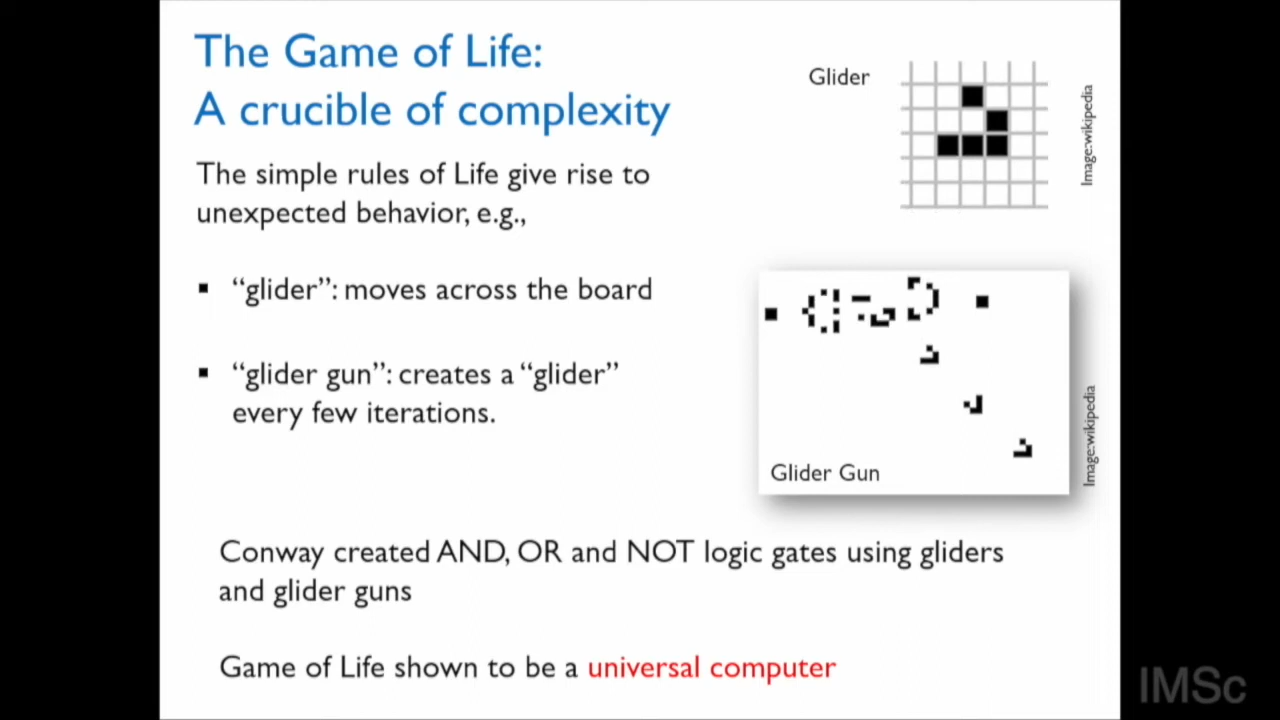 The Game of Life:
A crucible of complexity
The simple rules of Life give rise to
unexpected behavior, e.g.,
▪ “glider”: moves across the board
▪ “glider gun”: creates a “glider”
every few iterations.
Glider
Image:wikipedia
Glider Gun
Image:wikipedia
Conway created AND, OR and NOT logic gates using gliders
and glider guns
Game of Life shown to be a universal computer
IMSc